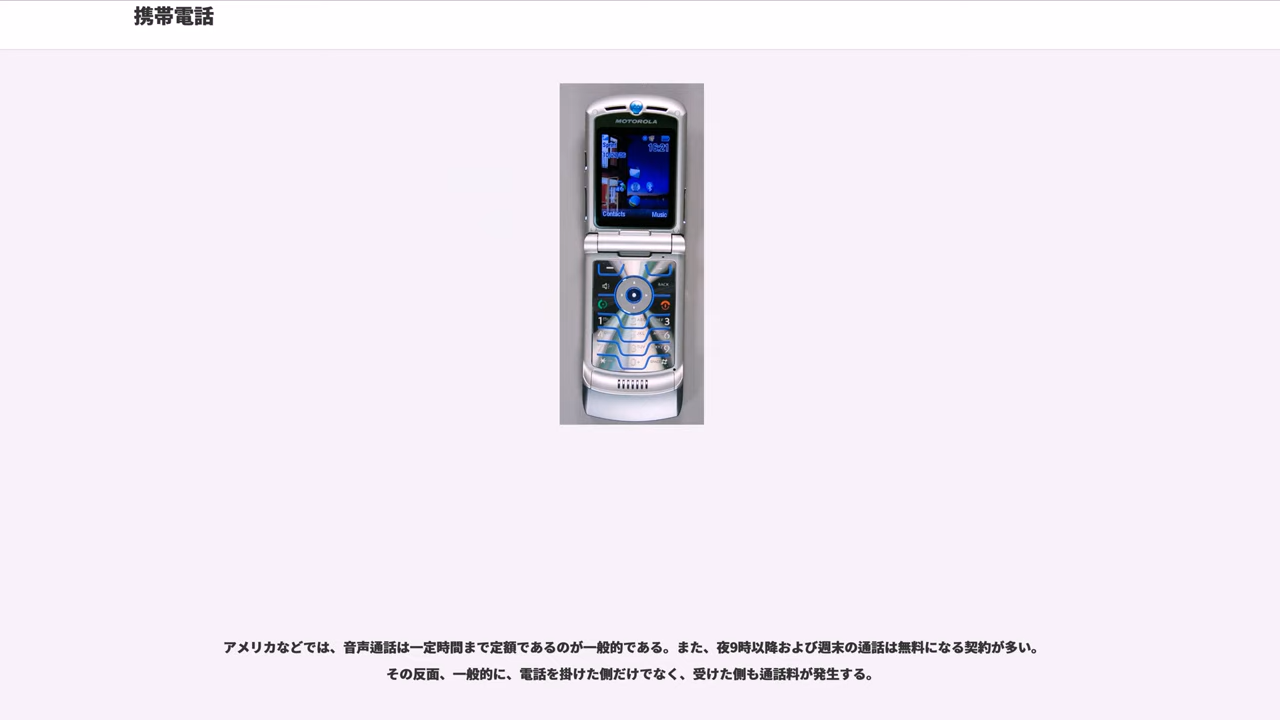 携帯電話
MOTOROLA
15:21
Contacts
Music
BACK
1
3
アメリカなどでは、音声通話は一定時間まで定額であるのが一般的である。また、夜9時以降および週末の通話は無料になる契約が多い。
その反面、一般的に、電話を掛けた側だけでなく、受けた側も通話料が発生する。